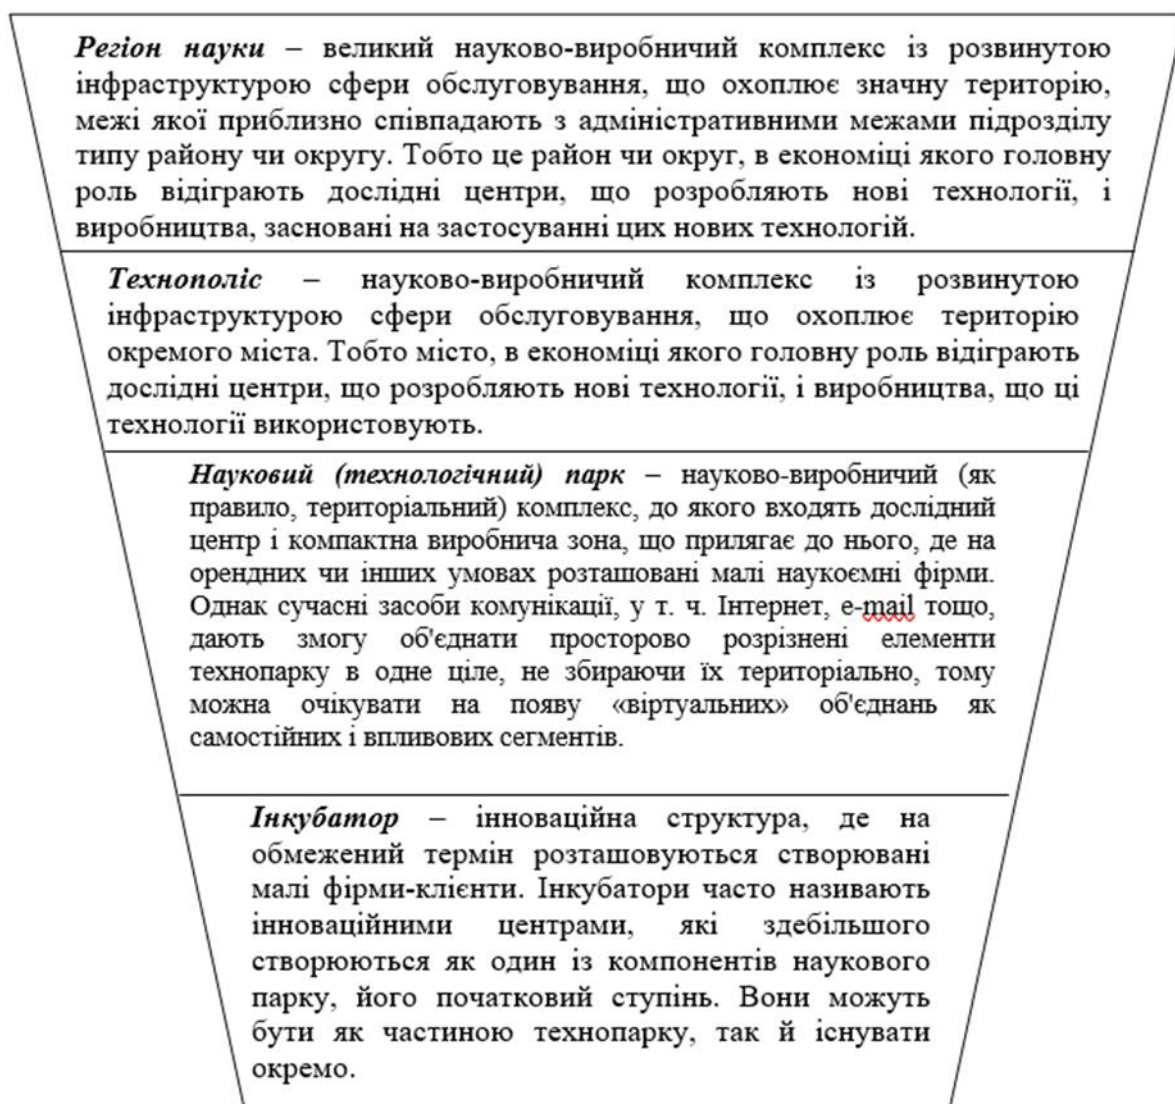 Регіон науки – великий науково-виробничий комплекс із розвинутою
інфраструктурою сфери обслуговування, що охоплює значну територію,
межі якої приблизно співпадають з адміністративними межами підрозділу
типу району чи округу. Тобто це район чи округ, в економіці якого головну
роль відіграють дослідні центри, що розробляють нові технології, і
виробництва, засновані на застосуванні цих нових технологій.
Технополіс – науково-виробничий комплекс із розвинутою
інфраструктурою сфери обслуговування, що охоплює територію
окремого міста. Тобто місто, в економіці якого головну роль відіграють
дослідні центри, що розробляють нові технології, і виробництва, що ці
технології використовують.
Науковий (технологічний) парк – науково-виробничий (як
правило, територіальний) комплекс, до якого входять дослідний
центр і компактна виробнича зона, що прилягає до нього, де на
орендних чи інших умовах розташовані малі наукоємні фірми.
Однак сучасні засоби комунікації, у т. ч. Інтернет, e-mail тощо,
дають змогу об'єднати просторово розрізнені елементи
технопарку в одне ціле, не збираючи їх територіально, тому
можна очікувати на появу «віртуальних» об'єднань як
самостійних і впливових сегментів.
Інкубатор – інноваційна структура, де на
обмежений термін розташовуються створювані
малі фірми-клієнти. Інкубатори часто називають
інноваційними центрами, які здебільшого
створюються як один із компонентів наукового
парку, його початковий ступінь. Вони можуть
бути як частиною технопарку, так й існувати
окремо.